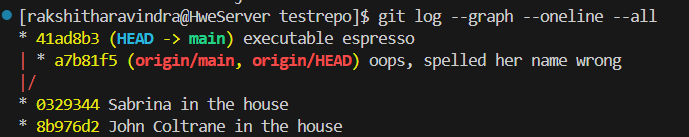 [rakshitharavindra@HweServer testrepo]$ git log --graph --oneline --all
* 41ad8b3 (HEAD -> main) executable espresso
| * a7b81f5 (origin/main, origin/HEAD) oops, spelled her name wrong
|/
* 0329344 Sabrina in the house
* 8b976d2 John Coltrane in the house